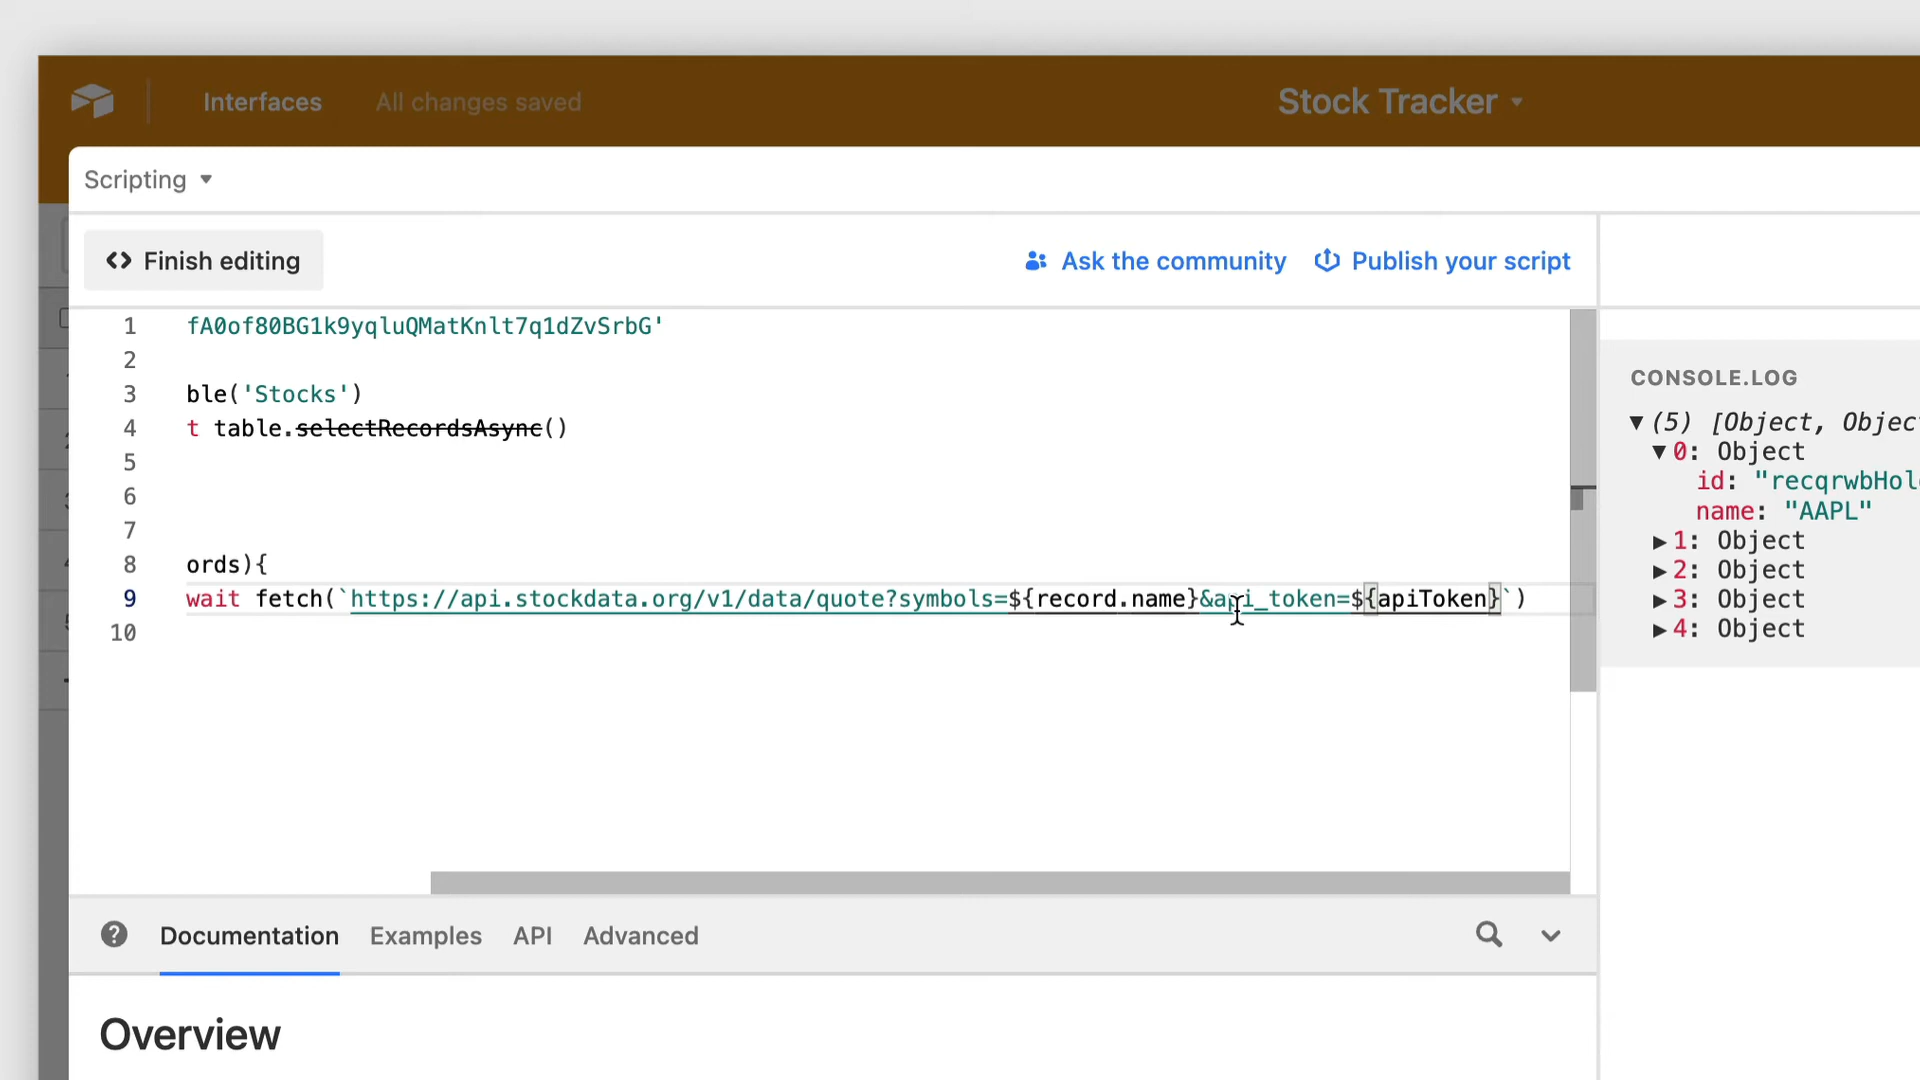 Interfaces
All changes saved
Stock Tracker
Scripting
Finish editing
Ask the community
Publish your script
1 fA0of80BG1k9yqluQMatKnlt7q1dZvSrbG'
2
3 ble('Stocks')
4 t table.selectRecordsAsync()
5
6
7
8 ords){
9 wait fetch(`https://api.stockdata.org/v1/data/quote?symbols=${record.name}&api_token=${apiToken}`)
10
CONSOLE.LOG
▼(5) [Object, Objec
▼0: Object
id: "recqrwbHol
name: "AAPL"
▶1: Object
▶2: Object
▶3: Object
▶4: Object
Documentation
Examples
API
Advanced
Overview